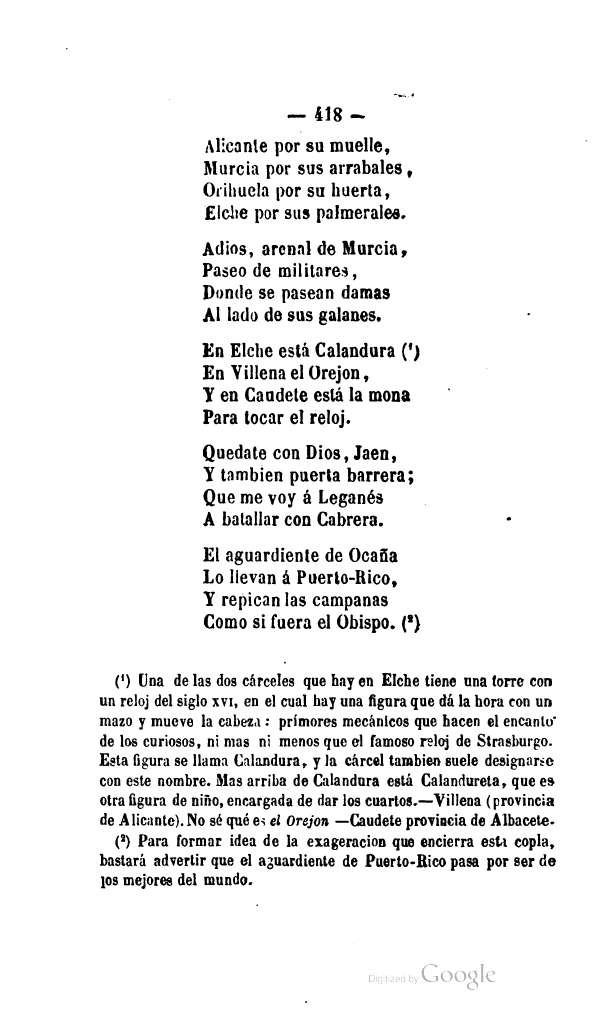 — 418 —
Alicante por su muelle,
Murcia por sus arrabales,
Orihuela por su huerta,
Elche por sus palmerales.
Adios, arenal de Murcia,
Paseo de militares,
Donde se pasean damas
Al lado de sus galanes.
En Elche está Calandura (¹)
En Villena el Orejon,
Y en Caudete está la mona
Para tocar el reloj.
Quedate con Dios, Jaen,
Y tambien puerta barrera;
Que me voy á Leganés
A batallar con Cabrera.
El aguardiente de Ocaña
Lo llevan á Puerto-Rico,
Y repican las campanas
Como si fuera el Obispo. (²)
(¹) Una de las dos cárceles que hay en Elche tiene una torre con
un reloj del siglo XVI, en el cual hay una figura que dá la hora con un
mazo y mueve la cabeza: primores mecánicos que hacen el encanto
de los curiosos, ni mas ni menos que el famoso reloj de Strasburgo.
Esta figura se llama Calandura, y la cárcel tambien suele designarse
con este nombre. Mas arriba de Calandura está Calandureta, que es
otra figura de niño, encargada de dar los cuartos.—Villena (provincia
de Alicante). No sé qué es el Orejon —Caudete provincia de Albacete.
(²) Para formar idea de la exageracion que encierra esta copla,
bastará advertir que el aguardiente de Puerto-Rico pasa por ser de
los mejores del mundo.
Digitized by Google